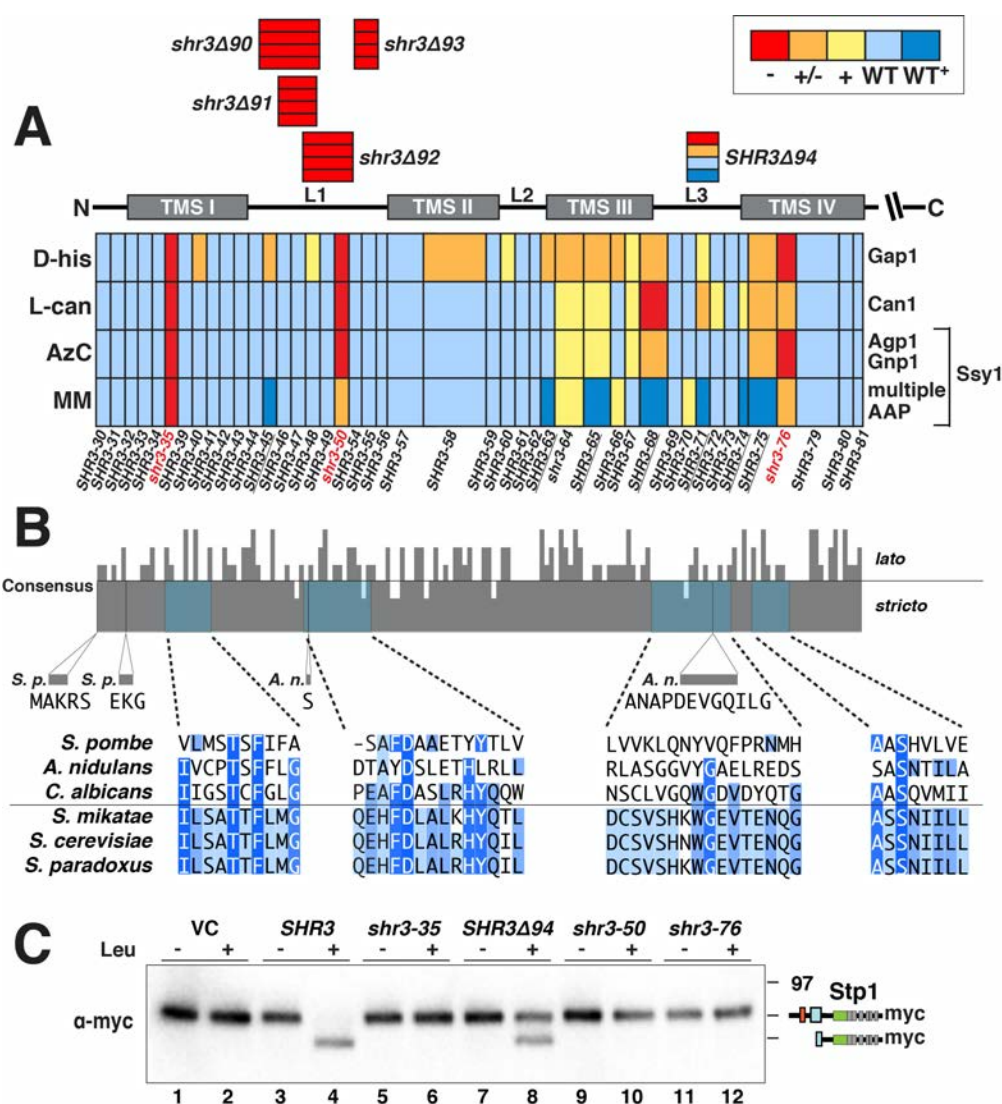 shr3Δ90
shr3Δ93
shr3Δ91
shr3Δ92
SHR3Δ94
- +/- + WT WT+
A
N TMS I L1 TMS II L2 TMS III L3 TMS IV C
D-his Gap1
L-can Can1
AzC Agp1 Gnp1
MM multiple AAP
Ssy1
SHR3-30 SHR3-31 SHR3-32 SHR3-33 SHR3-34 shr3-35 SHR3-39 SHR3-40 SHR3-41 SHR3-42 SHR3-43 SHR3-44 SHR3-45 SHR3-46 SHR3-47 SHR3-48 SHR3-49 shr3-50 SHR3-54 SHR3-55 SHR3-56 SHR3-57 SHR3-58 SHR3-59 SHR3-60 SHR3-61 SHR3-62 SHR3-63 shr3-64 SHR3-65 SHR3-66 SHR3-67 SHR3-68 SHR3-69 SHR3-70 SHR3-71 SHR3-72 SHR3-73 SHR3-74 SHR3-75 shr3-76 SHR3-79 SHR3-80 SHR3-81
B
lato
Consensus
stricto
S. p. S. p. A. n. A. n.
MAKRS EKG S ANAPDEVGQILG
S. pombe VLMSTSFIFA -SAFDAAETYYTLV LVVKLQNYVQFPRNMH AASHVLVE
A. nidulans IVCPTSFFLG DTAYDSLETHLRLL RLASGGVYGAELREDS SASNTILA
C. albicans IIGSTCFGLG PEAFDASLRHYQQW NSCLVGQWGDVDYQTG AASQVMII
S. mikatae ILSATTFLMG QEHFDLALKHYQTL DCSVSHKWGEVTENQG ASSNIILL
S. cerevisiae ILSATTFLMG QEHFDLALRHYQIL DCSVSHNWGEVTENQG ASSNIILL
S. paradoxus ILSATTFLMG QEHFDLALRHYQIL DCSVSHKWGEVTENQG ASSNIILL
C
VC SHR3 shr3-35 SHR3Δ94 shr3-50 shr3-76
Leu - + - + - + - + - + - +
97
Stp1
α-myc
myc
myc
1 2 3 4 5 6 7 8 9 10 11 12